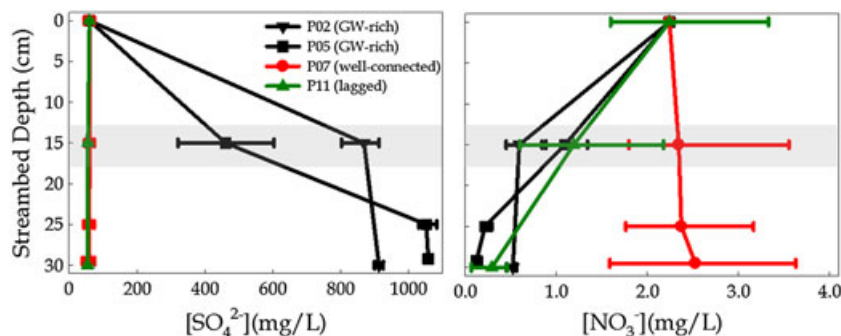 P02 (GW-rich)
P05 (GW-rich)
P07 (well-connected)
P11 (lagged)
Streambed Depth (cm)
0
5
10
15
20
25
30
0 200 400 600 800 1000
[SO₄²⁻](mg/L)
0.0 1.0 2.0 3.0 4.0
[NO₃⁻](mg/L)